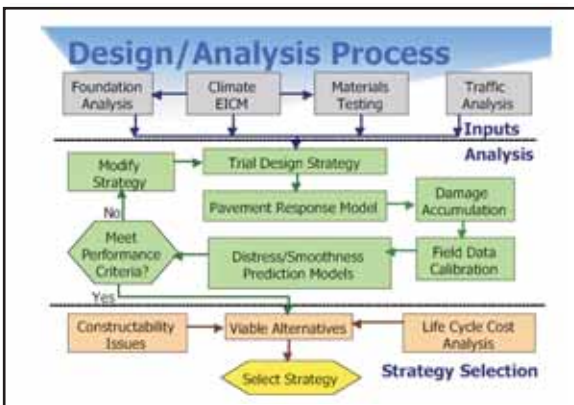 Design/Analysis Process
Foundation
Analysis
Climate
EICM
Materials
Testing
Traffic
Analysis
Inputs
Analysis
Modify
Strategy
Trial Design Strategy
Pavement Response Model
Damage
Accumulation
No
Meet
Performance
Criteria?
Distress/Smoothness
Prediction Models
Field Data
Calibration
Yes
Constructability
Issues
Viable Alternatives
Life Cycle Cost
Analysis
Select Strategy
Strategy Selection